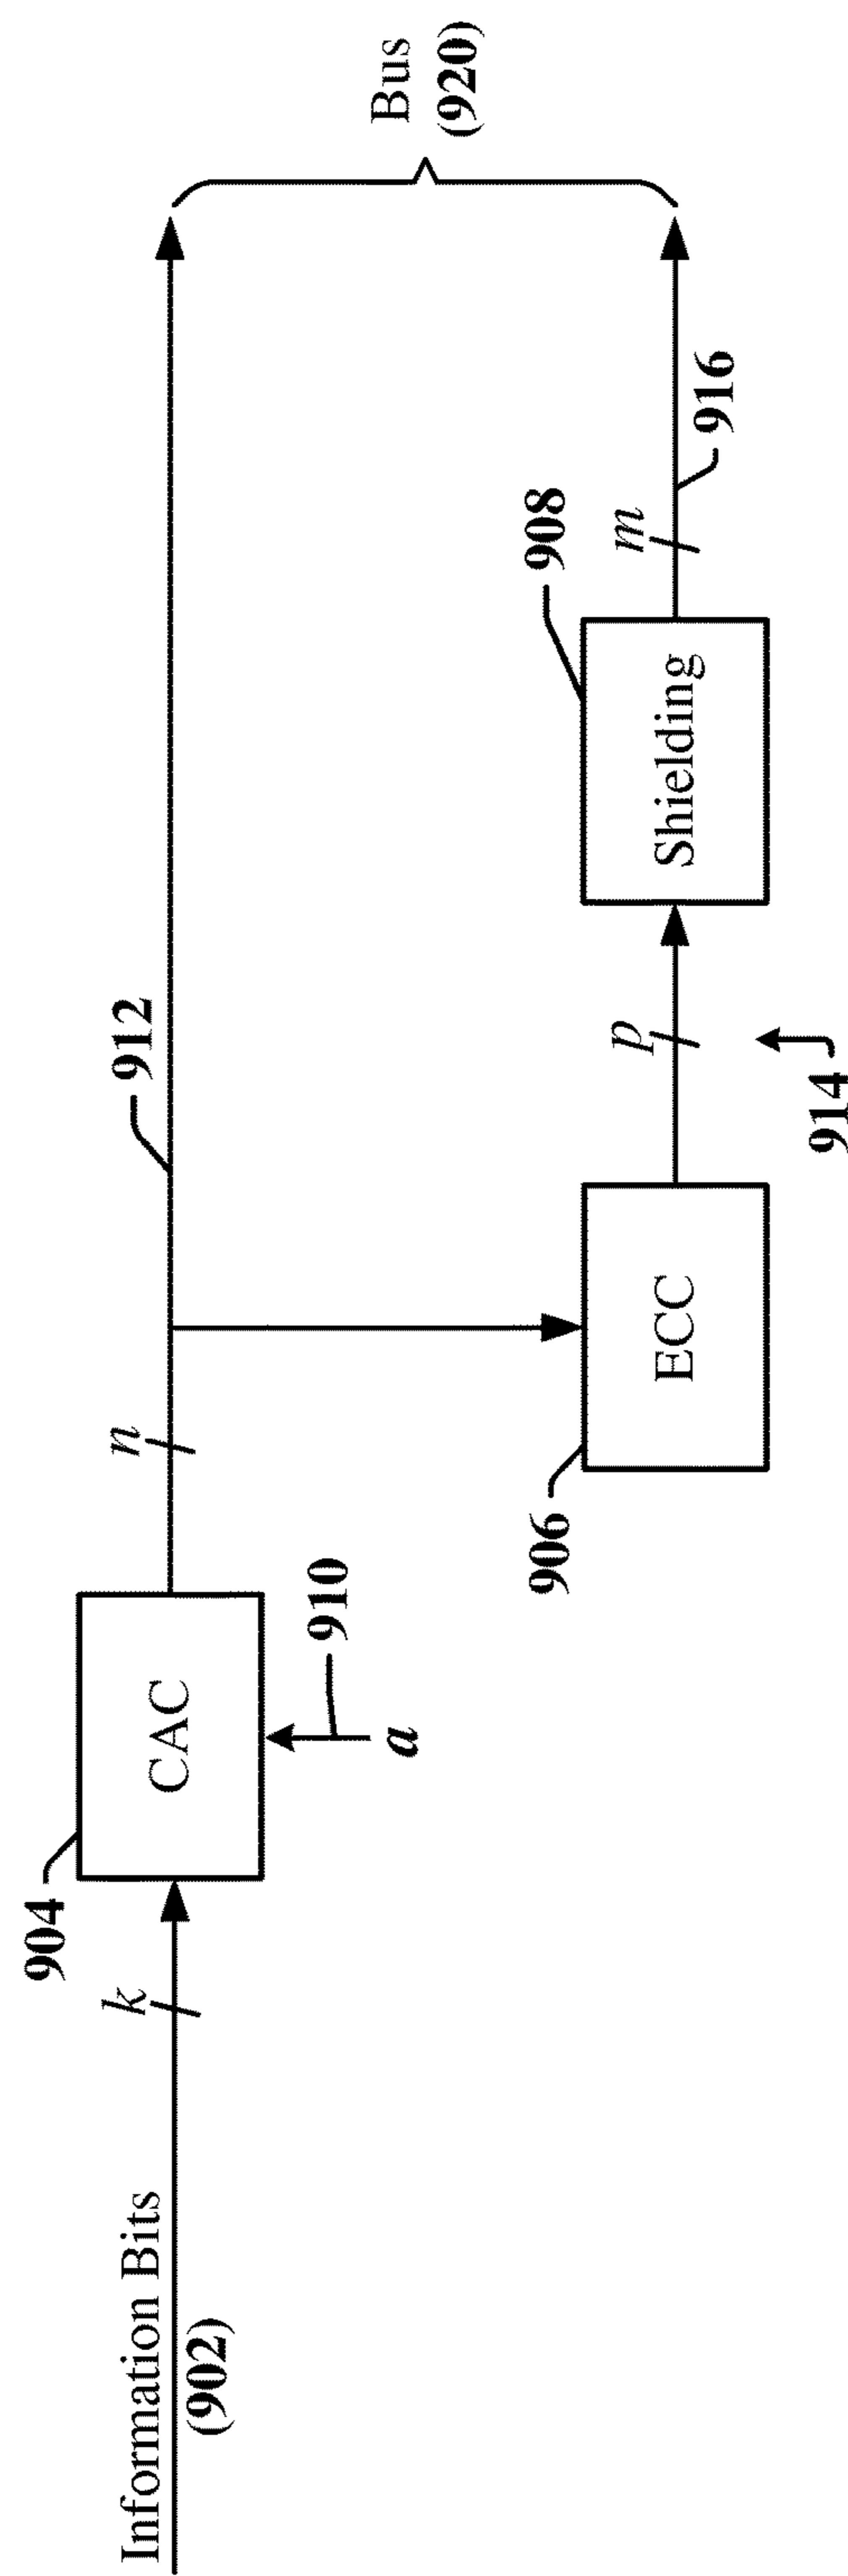 Information Bits
(902)
k
904
CAC
910
a
n
912
906
ECC
p
914
908
Shielding
m
916
Bus
(920)